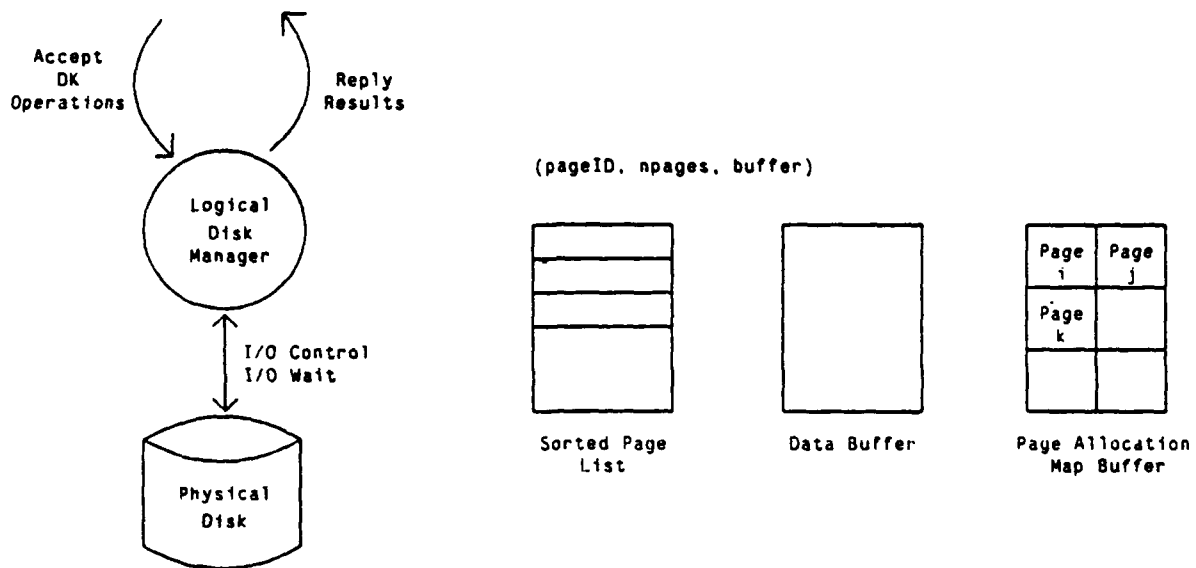 Accept
DK
Operations
Reply
Results
Logical
Disk
Manager
I/O Control
I/O Wait
Physical
Disk
(pageID, npages, buffer)
Sorted Page
List
Data Buffer
Page
i
Page
j
Page
k
Page Allocation
Map Buffer